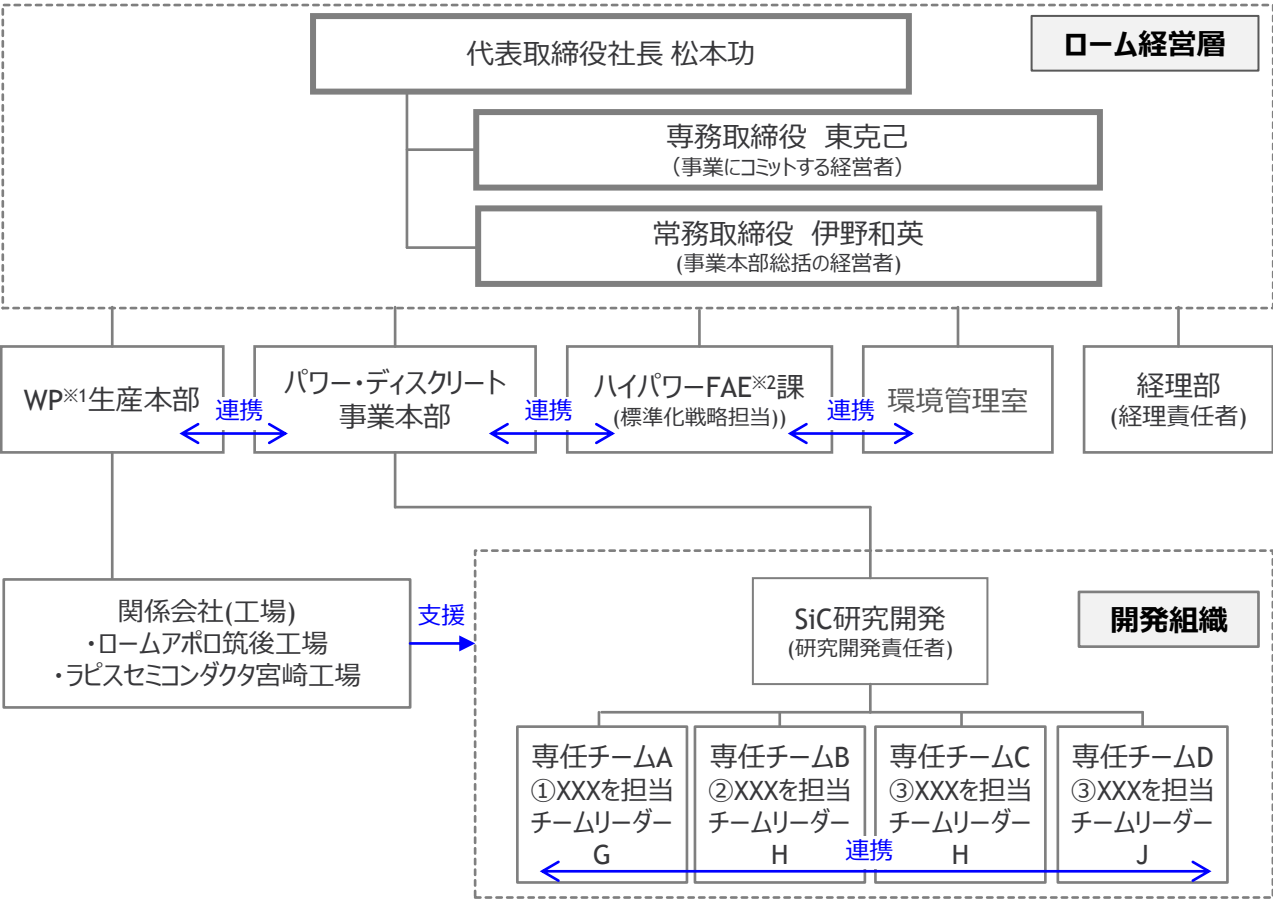 ローム経営層
代表取締役社長 松本功
専務取締役 東克己
（事業にコミットする経営者）
常務取締役 伊野和英
(事業本部総括の経営者)
WP※1生産本部
連携
パワー・ディスクリート
事業本部
連携
ハイパワーFAE※2課
(標準化戦略担当))
連携
環境管理室
経理部
(経理責任者)
関係会社(工場)
・ロームアポロ筑後工場
・ラピスセミコンダクタ宮崎工場
支援
SiC研究開発
(研究開発責任者)
開発組織
専任チームA
①XXXを担当
チームリーダー
G
専任チームB
②XXXを担当
チームリーダー
H
専任チームC
③XXXを担当
チームリーダー
H
専任チームD
③XXXを担当
チームリーダー
J
連携